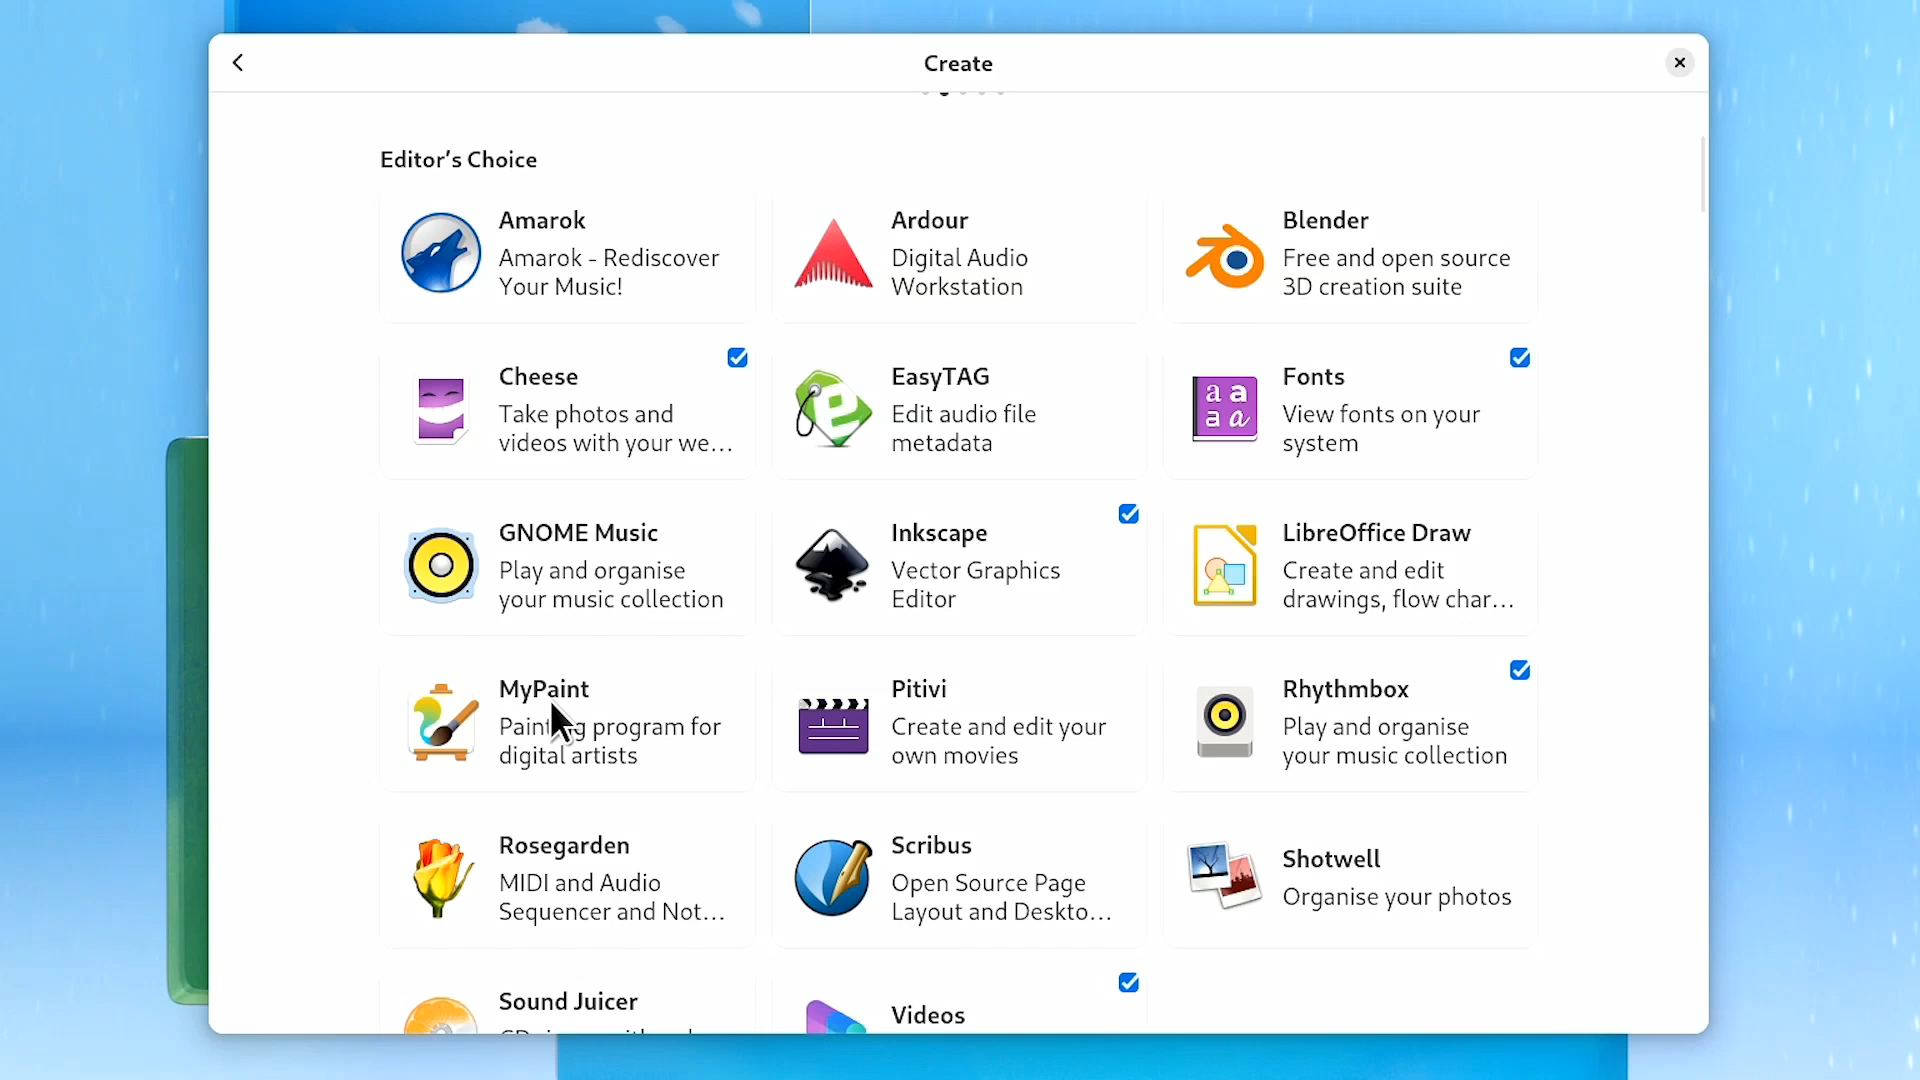 Create
Editor’s Choice
Amarok
Amarok - Rediscover
Your Music!
Ardour
Digital Audio
Workstation
Blender
Free and open source
3D creation suite
Cheese
Take photos and
videos with your we...
EasyTAG
Edit audio file
metadata
Fonts
View fonts on your
system
GNOME Music
Play and organise
your music collection
Inkscape
Vector Graphics
Editor
LibreOffice Draw
Create and edit
drawings, flow char...
MyPaint
Painting program for
digital artists
Pitivi
Create and edit your
own movies
Rhythmbox
Play and organise
your music collection
Rosegarden
MIDI and Audio
Sequencer and Not...
Scribus
Open Source Page
Layout and Deskto...
Shotwell
Organise your photos
Sound Juicer
Videos